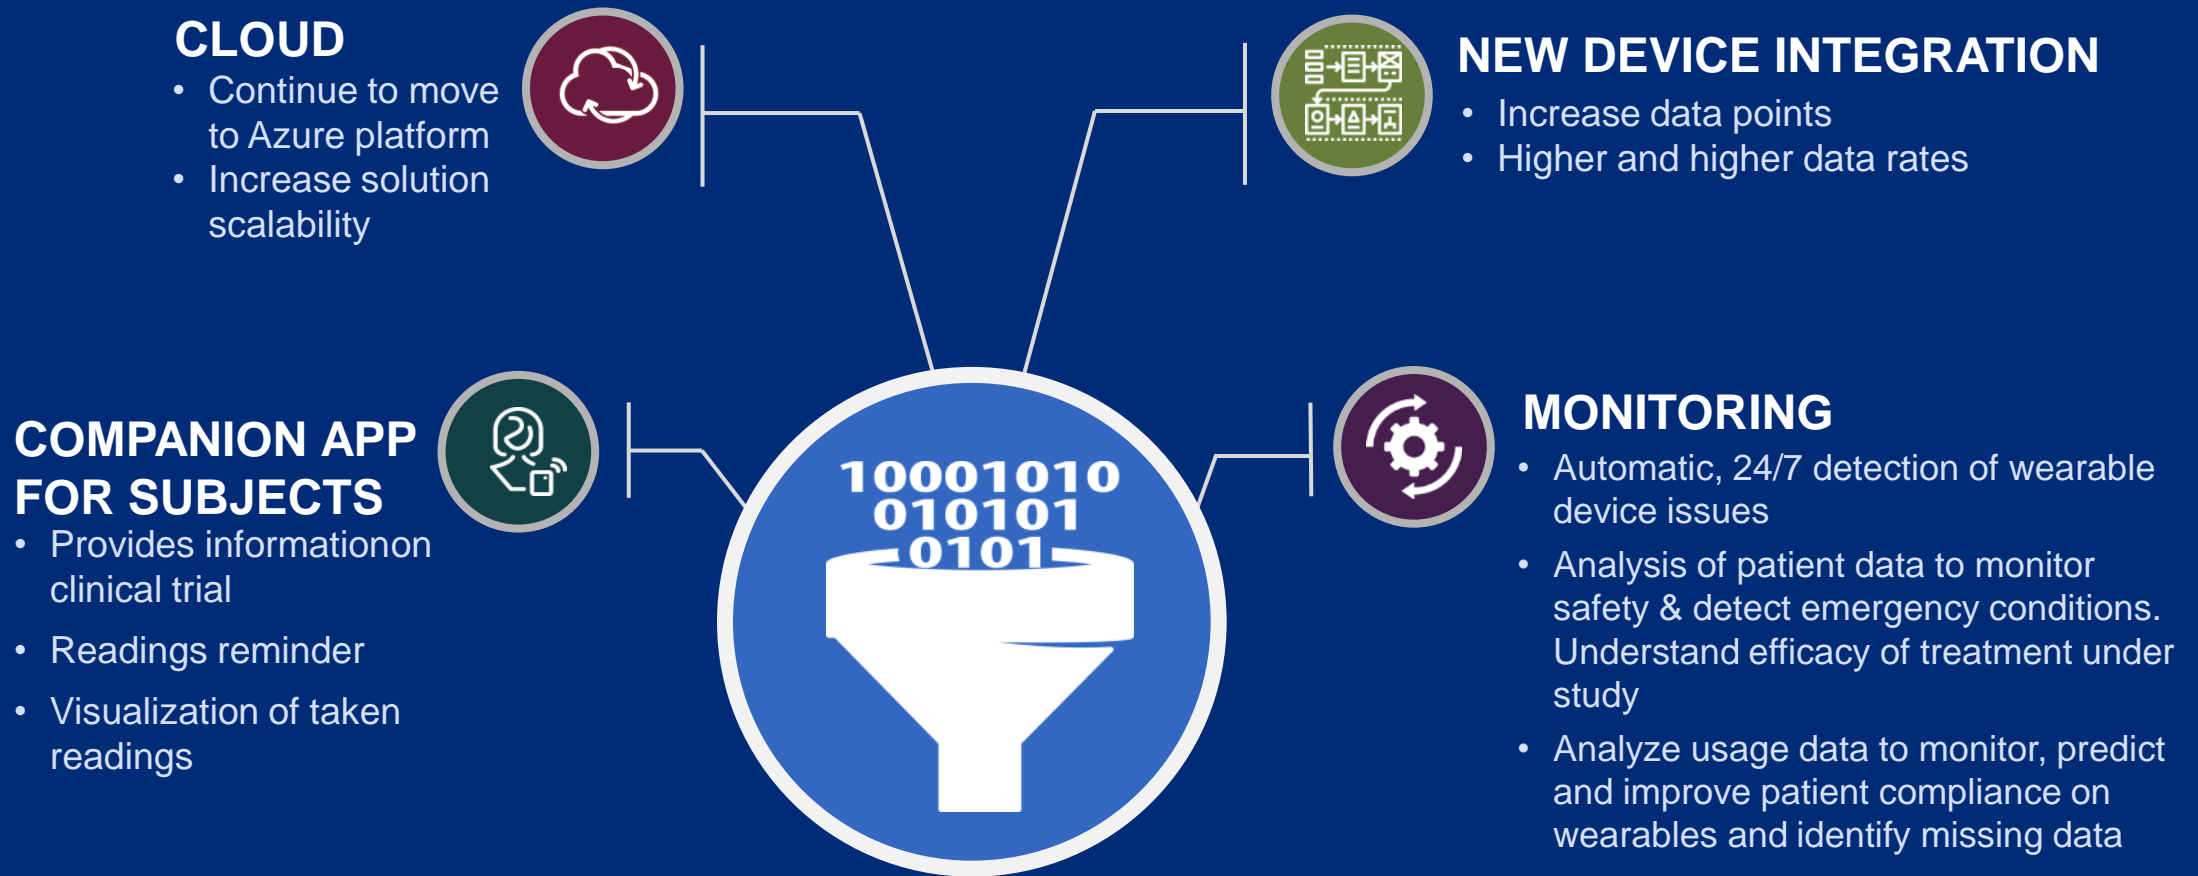 CLOUD
• Continue to move
to Azure platform
• Increase solution
scalability
NEW DEVICE INTEGRATION
• Increase data points
• Higher and higher data rates
COMPANION APP
FOR SUBJECTS
• Provides informationon
clinical trial
• Readings reminder
• Visualization of taken
readings
10001010
010101
0101
MONITORING
• Automatic, 24/7 detection of wearable
device issues
• Analysis of patient data to monitor
safety & detect emergency conditions.
Understand efficacy of treatment under
study
• Analyze usage data to monitor, predict
and improve patient compliance on
wearables and identify missing data